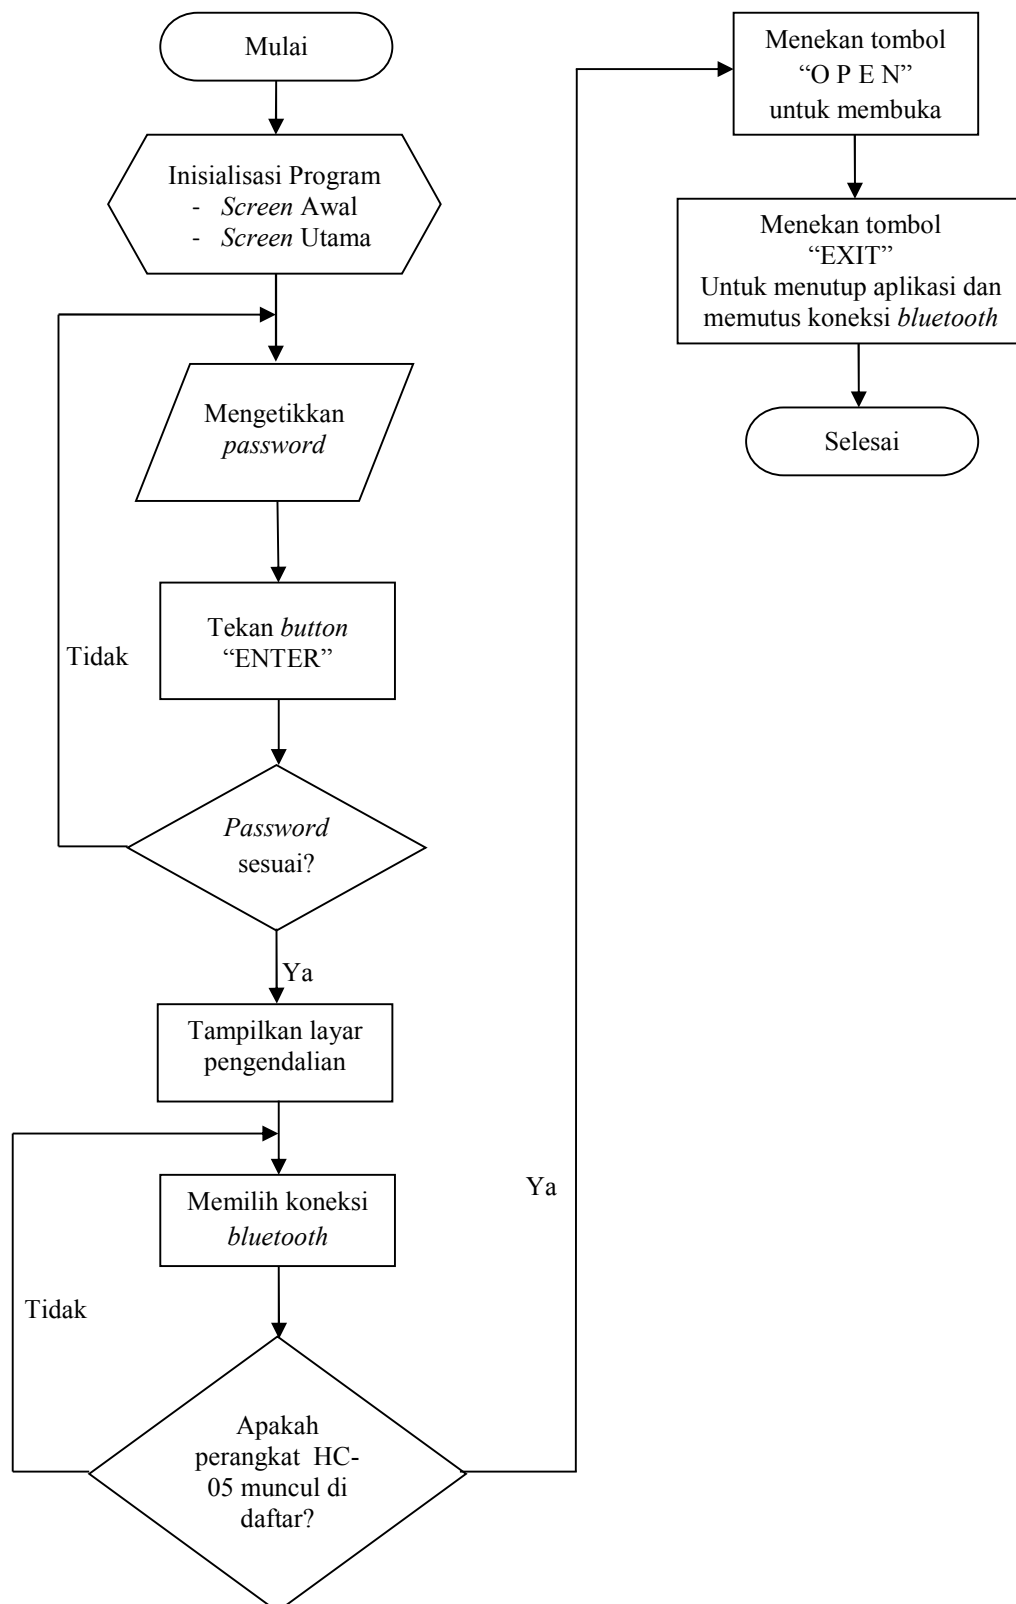 Mulai
Inisialisasi Program
- Screen Awal
- Screen Utama
Mengetikkan
password
Tekan button
“ENTER”
Tidak
Password
sesuai?
Ya
Tampilkan layar
pengendalian
Memilih koneksi
bluetooth
Tidak
Apakah
perangkat HC-
05 muncul di
daftar?
Ya
Menekan tombol
“O P E N”
untuk membuka
Menekan tombol
“EXIT”
Untuk menutup aplikasi dan
memutus koneksi bluetooth
Selesai